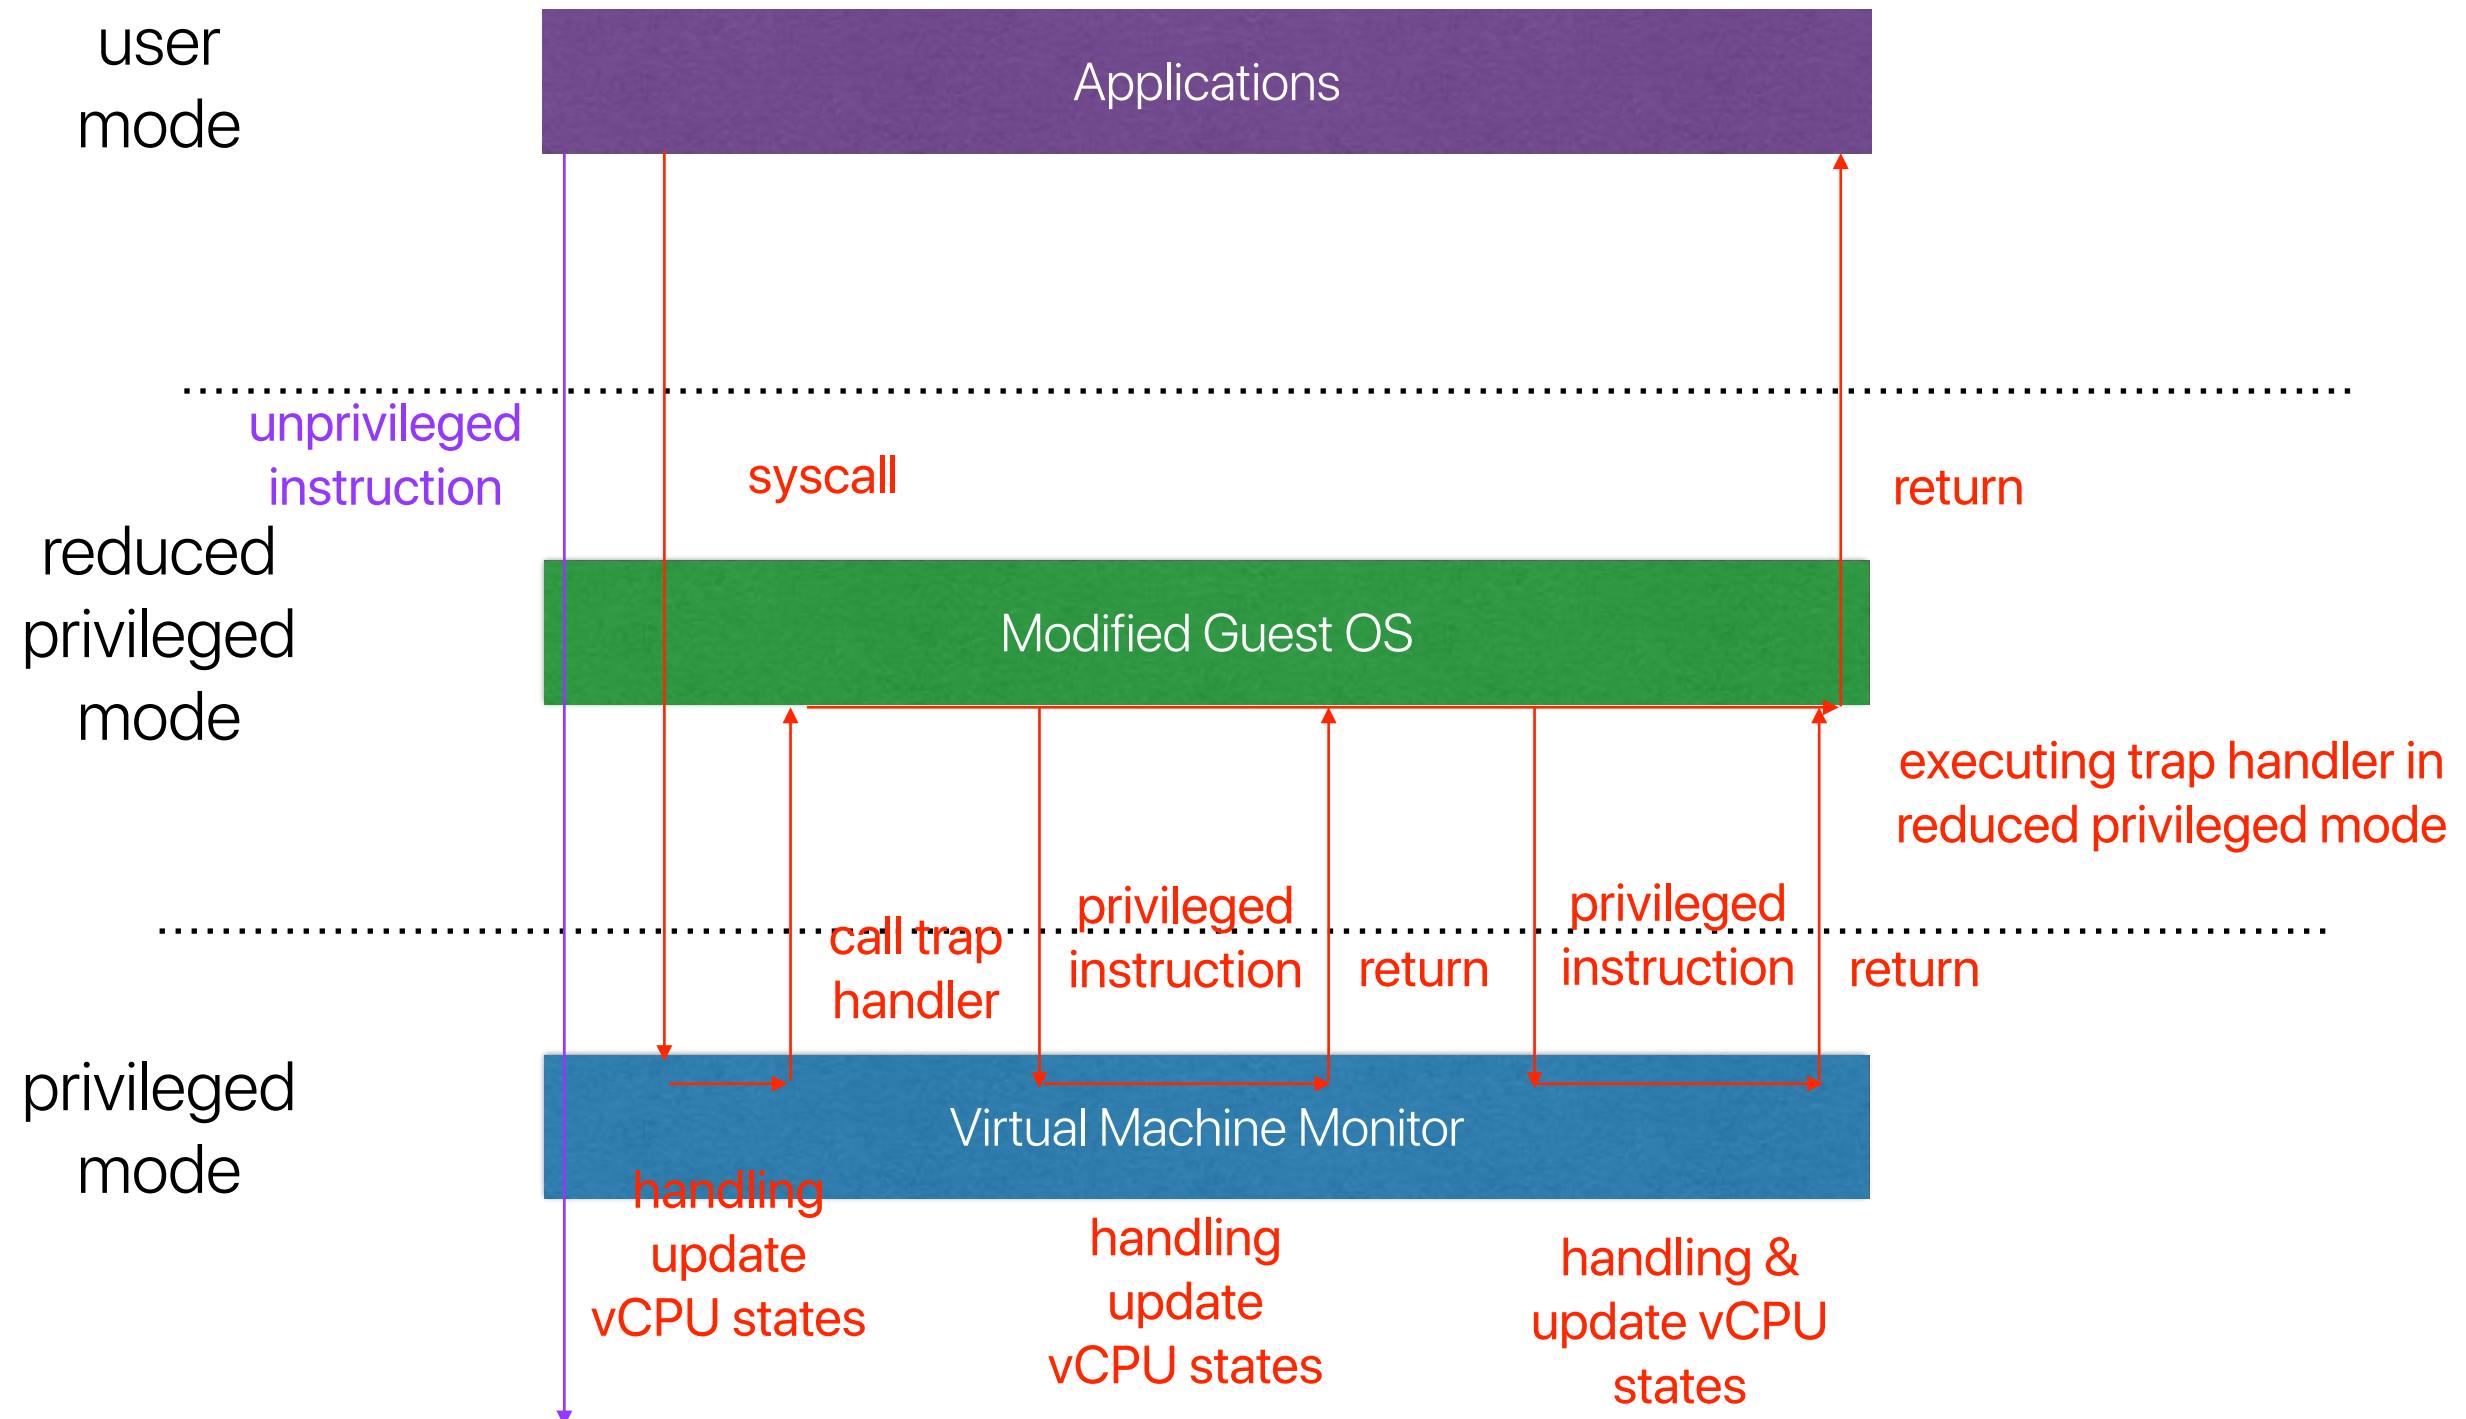 user
mode
Applications
unprivileged
instruction
syscall
return
reduced
privileged
mode
Modified Guest OS
executing trap handler in
reduced privileged mode
call trap
handler
privileged
instruction
return
privileged
instruction
return
privileged
mode
Virtual Machine Monitor
handling
update
vCPU states
handling
update
vCPU states
handling &
update vCPU
states